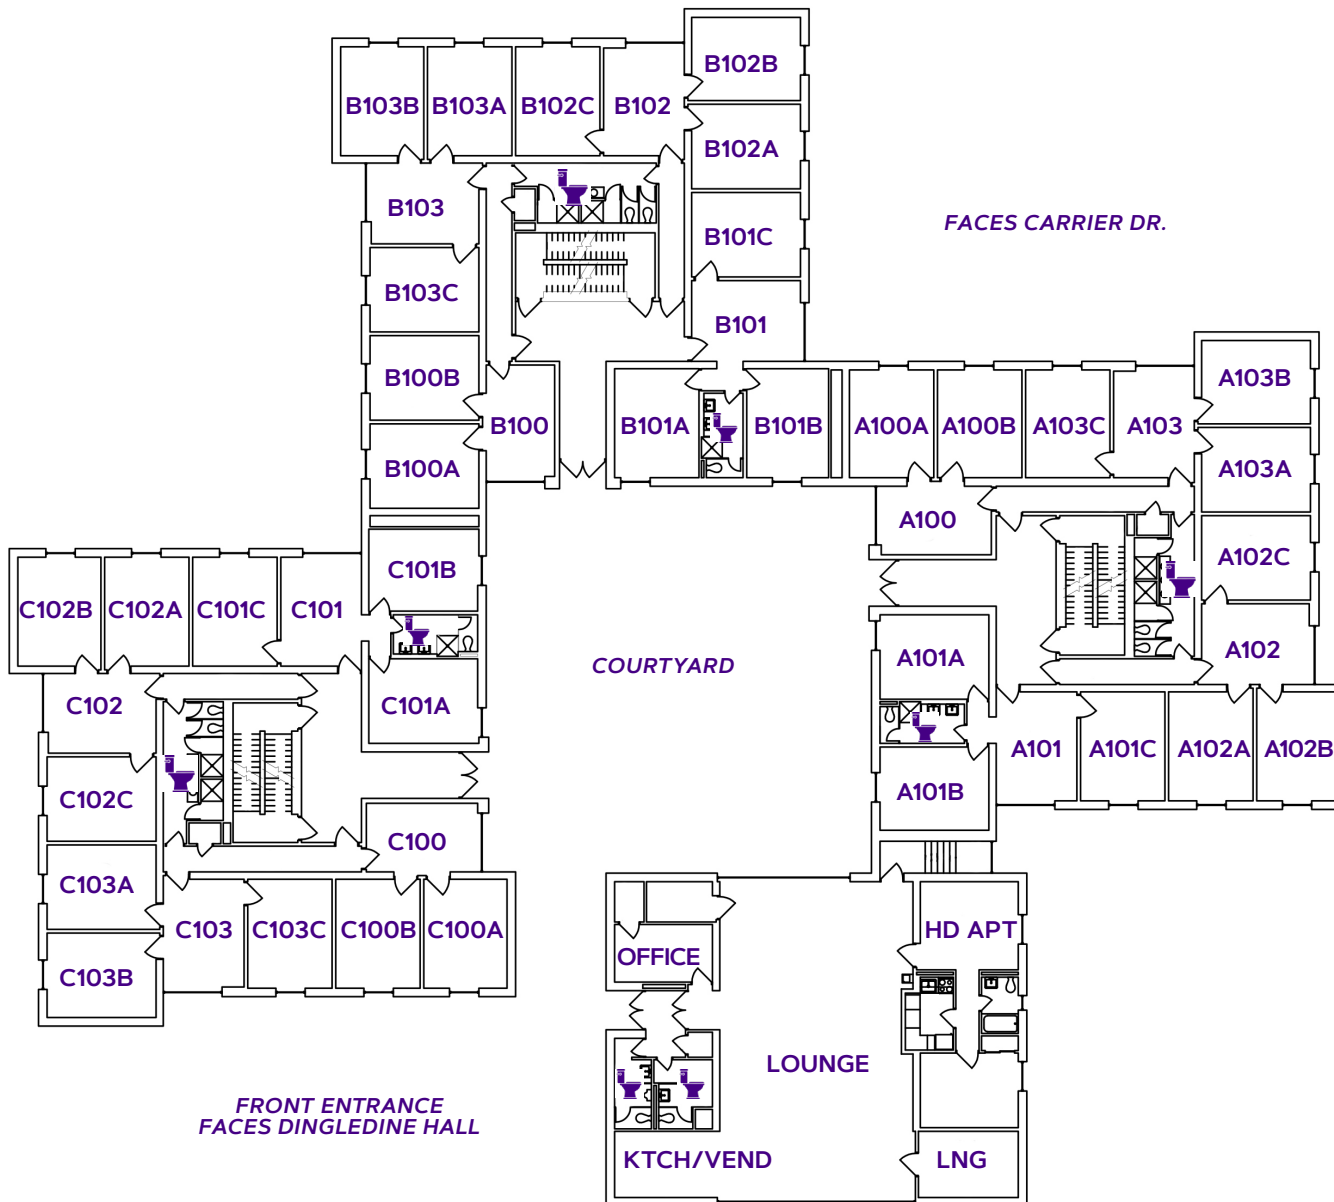 B102B
B103B
B103A
B102C
B102
B102A
B103
B101C
FACES CARRIER DR.
B103C
B101
B100B
A103B
B100
B101A
B101B
A100A
A100B
A103C
A103
B100A
A103A
A100
A102C
C101B
C102B
C102A
C101C
C101
A102
COURTYARD
A101A
C102
C101A
A101
A101C
A102A
A102B
C102C
A101B
C100
C103A
C103
C103C
C100B
C100A
HD APT
OFFICE
C103B
LOUNGE
FRONT ENTRANCE
FACES DINGLEDINE HALL
KTCH/VEND
LNG